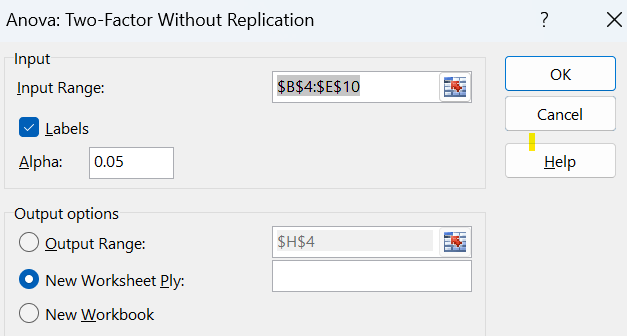 Anova: Two-Factor Without Replication ? X
Input
Input Range: $B$4:$E$10
Labels
Alpha: 0.05
OK
Cancel
Help
Output options
Output Range: $H$4
New Worksheet Ply:
New Workbook